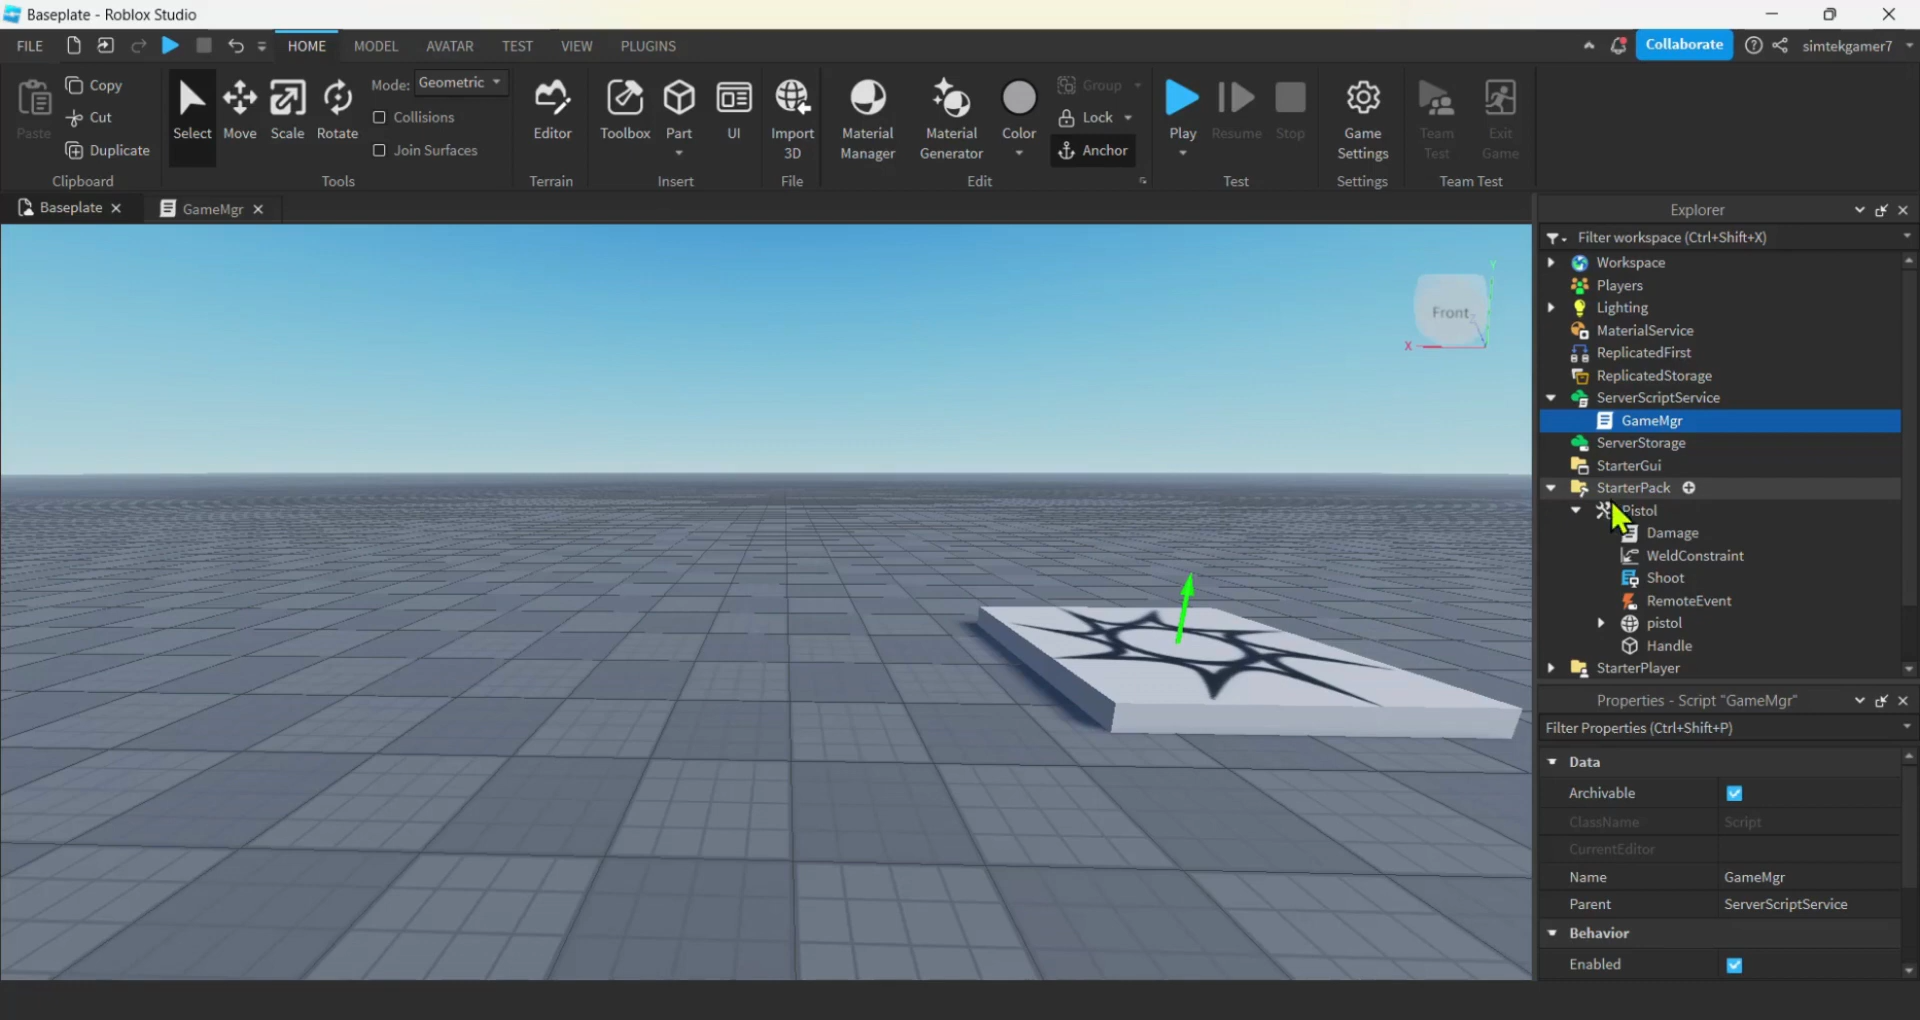 Baseplate - Roblox Studio
FILE HOME MODEL AVATAR TEST VIEW PLUGINS Collaborate simtekgamer7
Paste Copy Cut Duplicate
Clipboard
Select Move Scale Rotate
Mode: Geometric
Collisions
Join Surfaces
Tools
Editor
Terrain
Toolbox Part UI
Insert
Import
3D
File
Material
Manager
Material
Generator
Color
Group
Lock
Anchor
Edit
Play Resume Stop
Test
Game
Settings
Settings
Team
Test
Exit
Game
Team Test
Baseplate GameMgr
Front
X
Y
Z
Explorer
Filter workspace (Ctrl+Shift+X)
Workspace
Players
Lighting
MaterialService
ReplicatedFirst
ReplicatedStorage
ServerScriptService
GameMgr
ServerStorage
StarterGui
StarterPack
Pistol
Damage
WeldConstraint
Shoot
RemoteEvent
pistol
Handle
StarterPlayer
Properties - Script "GameMgr"
Filter Properties (Ctrl+Shift+P)
Data
Archivable
ClassName Script
CurrentEditor
Name GameMgr
Parent ServerScriptService
Behavior
Enabled